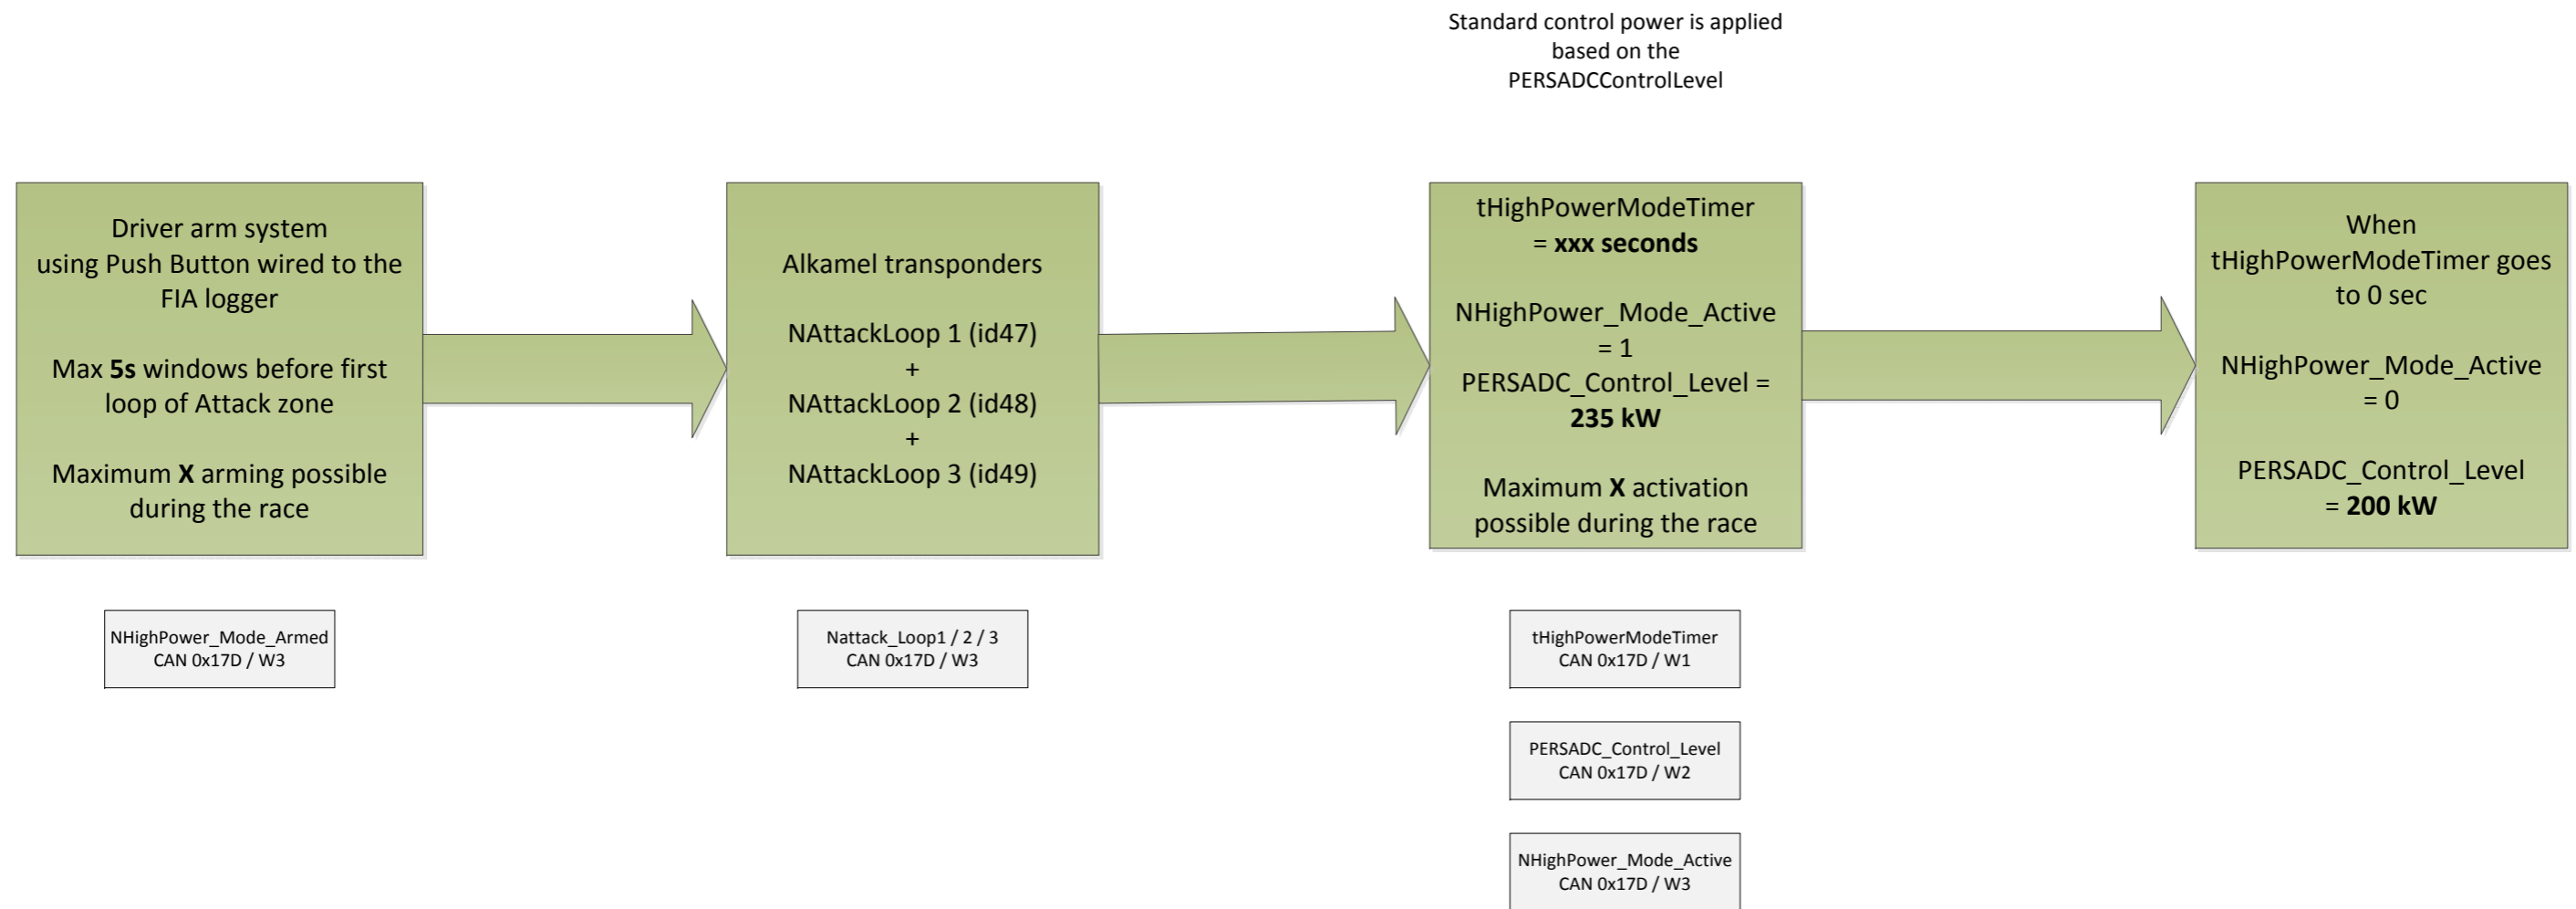 Standard control power is applied
based on the
PERSADCControlLevel
Driver arm system
using Push Button wired to the
FIA logger
Max 5s windows before first
loop of Attack zone
Maximum X arming possible
during the race
Alkamel transponders
NAttackLoop 1 (id47)
+
NAttackLoop 2 (id48)
+
NAttackLoop 3 (id49)
tHighPowerModeTimer
= xxx seconds
NHighPower_Mode_Active
= 1
PERSADC_Control_Level =
235 kW
Maximum X activation
possible during the race
When
tHighPowerModeTimer goes
to 0 sec
NHighPower_Mode_Active
= 0
PERSADC_Control_Level
= 200 kW
NHighPower_Mode_Armed
CAN 0x17D / W3
Nattack_Loop1 / 2 / 3
CAN 0x17D / W3
tHighPowerModeTimer
CAN 0x17D / W1
PERSADC_Control_Level
CAN 0x17D / W2
NHighPower_Mode_Active
CAN 0x17D / W3